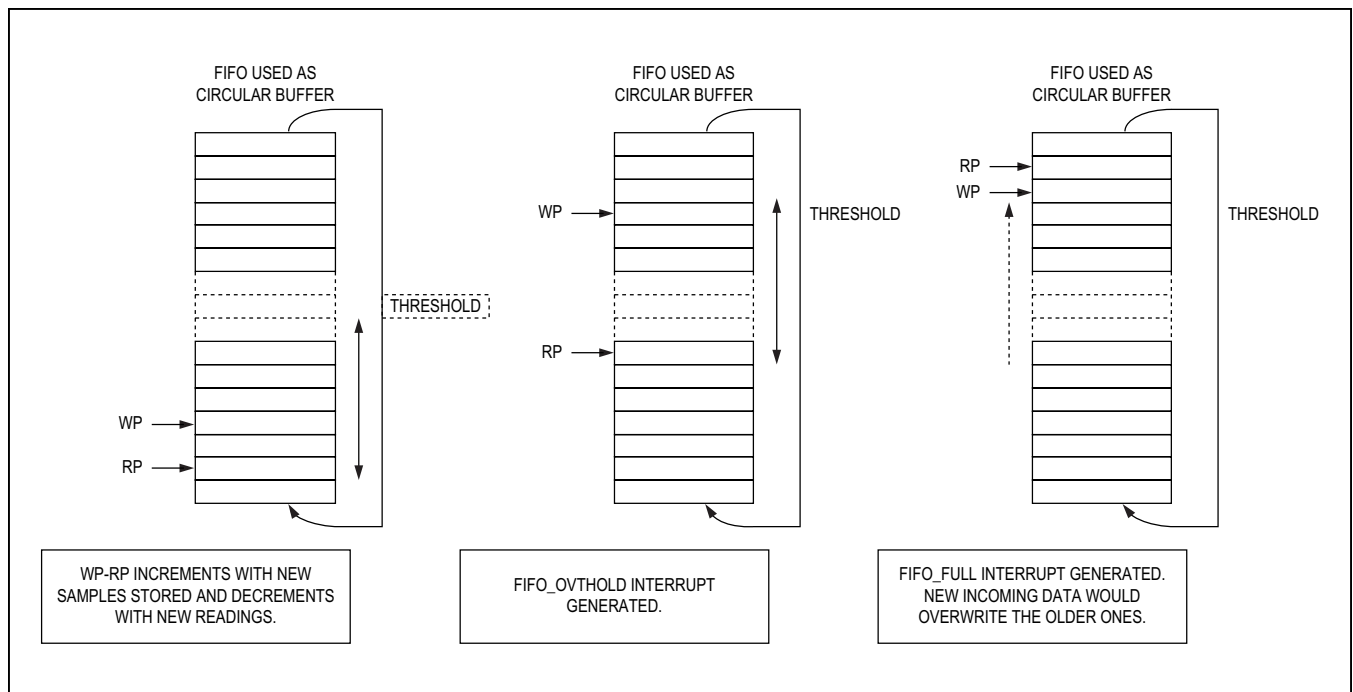 FIFO USED AS
CIRCULAR BUFFER
WP
RP
THRESHOLD
WP-RP INCREMENTS WITH NEW
SAMPLES STORED AND DECREMENTS
WITH NEW READINGS.
FIFO USED AS
CIRCULAR BUFFER
WP
RP
THRESHOLD
FIFO_OVTHOLD INTERRUPT
GENERATED.
FIFO USED AS
CIRCULAR BUFFER
RP
WP
THRESHOLD
FIFO_FULL INTERRUPT GENERATED.
NEW INCOMING DATA WOULD
OVERWRITE THE OLDER ONES.